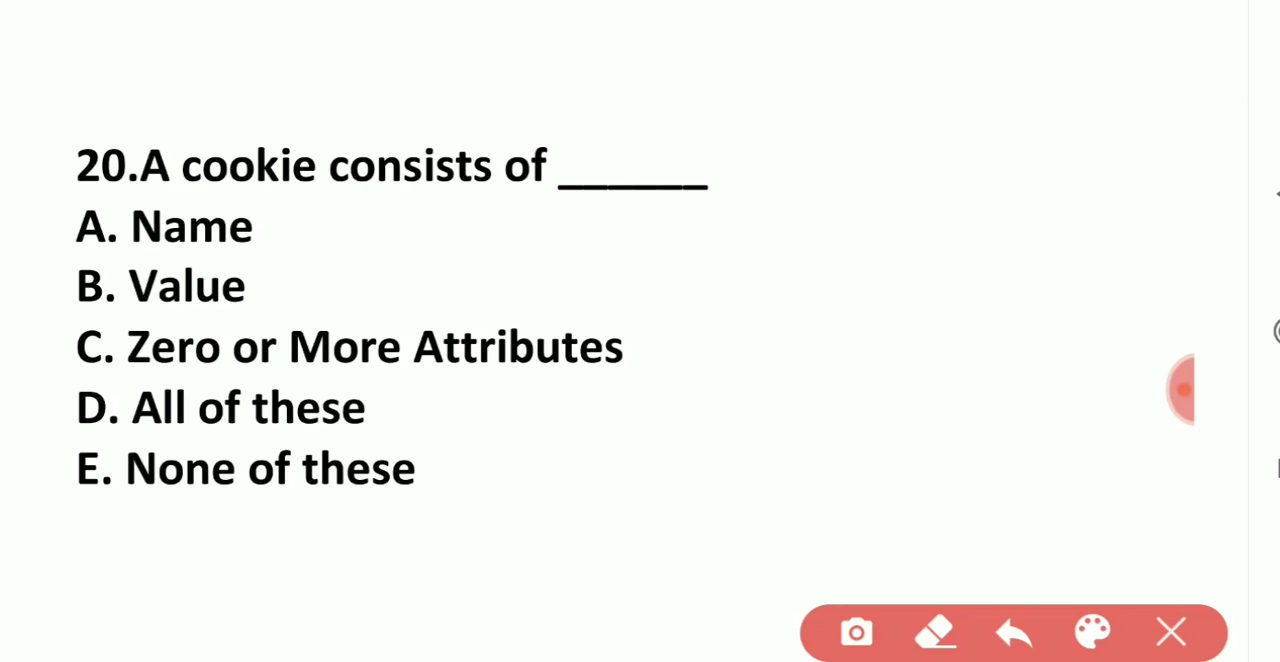 20.A cookie consists of ______
A. Name
B. Value
C. Zero or More Attributes
D. All of these
E. None of these